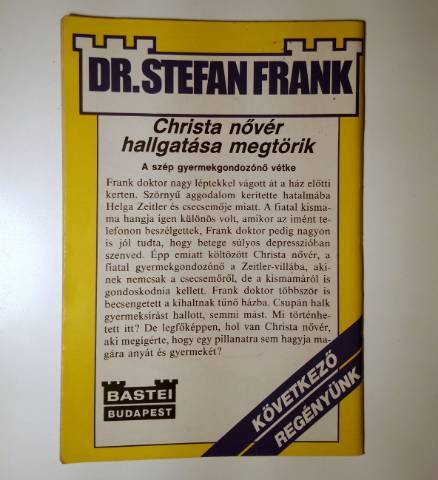 DR. STEFAN FRANK
Christa nővér
hallgatása megtörik
A szép gyermekgondozónő vétke
Frank doktor nagy léptekkel vágott át a ház előtti
kerten. Szörnyű aggodalom kerítette hatalmába
Helga Zeitler és csecsemője miatt. A fiatal kisma-
ma hangja igen különös volt, amikor az imént te-
lefonon beszélgettek, Frank doktor pedig nagyon
is jól tudta, hogy betege súlyos depresszióban
szenved. Épp emiatt költözött Christa nővér, a
fiatal gyermekgondozónő a Zeitler-villába, aki-
nek nemcsak a csecsemőről, de a kismamáról is
gondoskodnia kellett. Frank doktor többször is
becsengetett a kihaltnak tűnő házba. Csupán halk
gyermeksírást hallott, semmi mást. Mi történhe-
tett itt? De legfőképpen, hol van Christa nővér,
aki megígérte, hogy egy pillanatra sem hagyja ma-
gára anyát és gyermekét?
BASTEI
BUDAPEST
KÖVETKEZŐ
REGÉNYÜNK